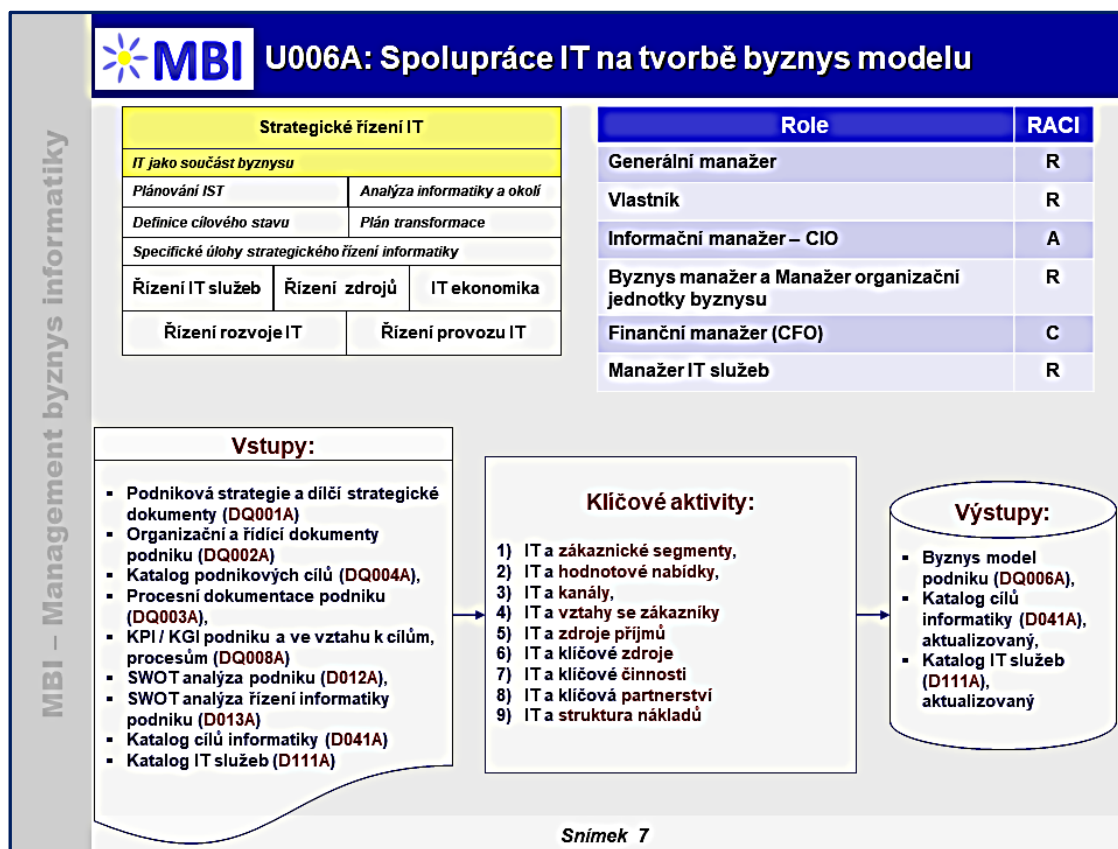 MBI – Management byznys informatiky
MBI
U006A: Spolupráce IT na tvorbě byznys modelu
Strategické řízení IT
IT jako součást byznysu
Plánování IST
Analýza informatiky a okolí
Definice cílového stavu
Plán transformace
Specifické úlohy strategického řízení informatiky
Řízení IT služeb
Řízení zdrojů
IT ekonomika
Řízení rozvoje IT
Řízení provozu IT
Role
RACI
Generální manažer
R
Vlastník
R
Informační manažer – CIO
A
Byznys manažer a Manažer organizační
jednotky byznysu
R
Finanční manažer (CFO)
C
Manažer IT služeb
R
Vstupy:
▪ Podniková strategie a dílčí strategické
dokumenty (DQ001A)
▪ Organizační a řídící dokumenty
podniku (DQ002A)
▪ Katalog podnikových cílů (DQ004A),
▪ Procesní dokumentace podniku
(DQ003A)
▪ KPI / KGI podniku a ve vztahu k cílům,
procesům (DQ008A)
▪ SWOT analýza podniku (D012A),
▪ SWOT analýza řízení informatiky
podniku (D013A)
▪ Katalog cílů informatiky (D041A)
▪ Katalog IT služeb (D111A)
Klíčové aktivity:
1) IT a zákaznické segmenty,
2) IT a hodnotové nabídky,
3) IT a kanály,
4) IT a vztahy se zákazníky
5) IT a zdroje příjmů
6) IT a klíčové zdroje
7) IT a klíčové činnosti
8) IT a klíčová partnerství
9) IT a struktura nákladů
Výstupy:
▪ Byznys model
podniku (DQ006A),
▪ Katalog cílů
informatiky (D041A),
aktualizovaný,
▪ Katalog IT služeb
(D111A),
aktualizovaný
Snímek 7